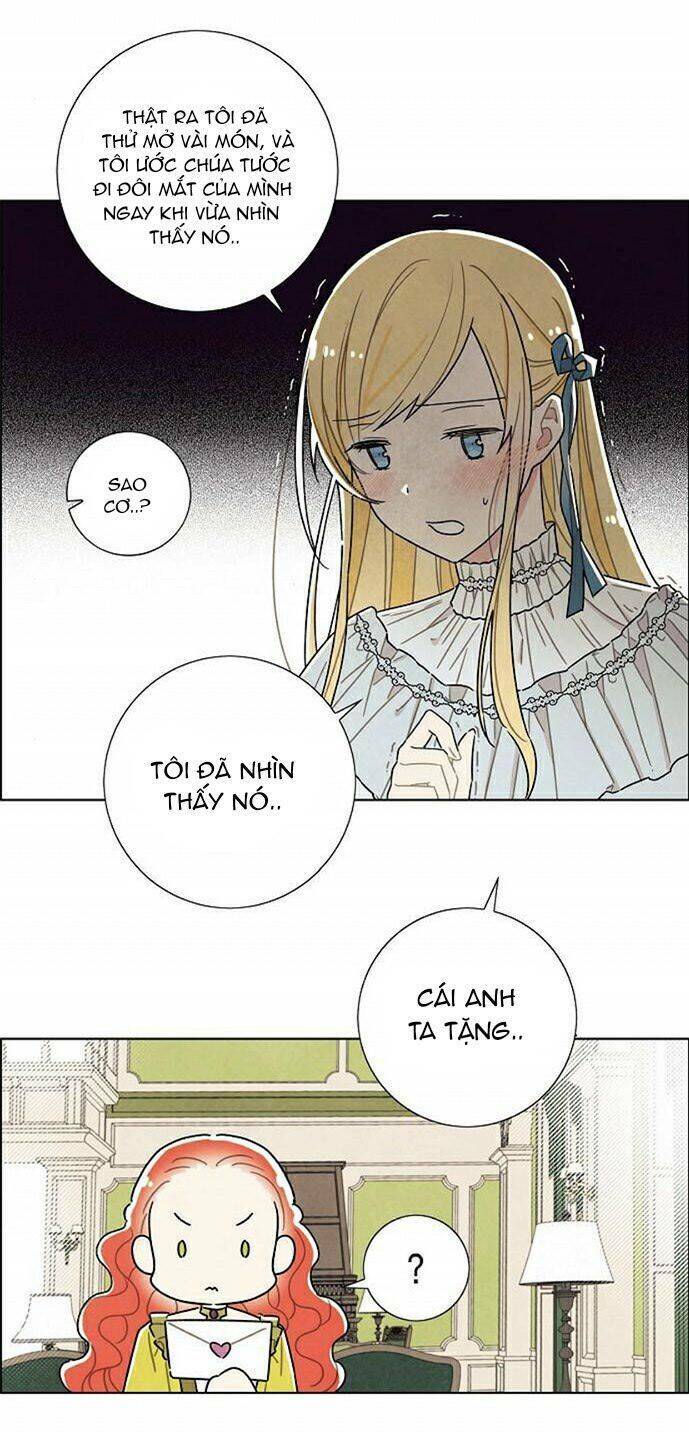 THẬT RA TÔI ĐÃ
THỬ MỞ VÀI MÓN, VÀ
TÔI ƯỚC CHÚA TƯỚC
ĐI ĐÔI MẮT CỦA MÌNH
NGAY KHI VỪA NHÌN
THẤY NÓ..
SAO
CƠ..?
TÔI ĐÃ NHÌN
THẤY NÓ..
CÁI ANH
TA TẶNG..
?